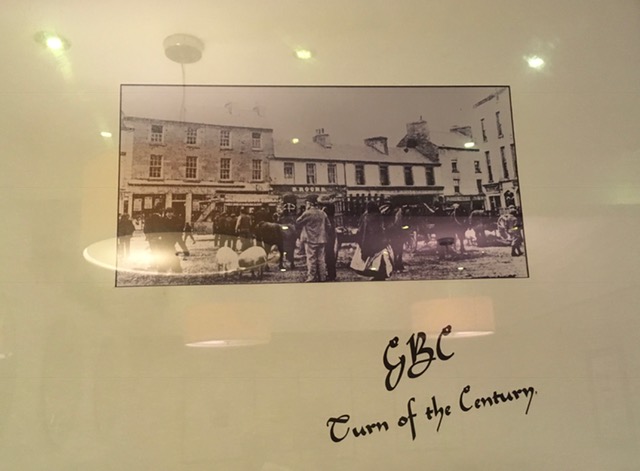 GBC
Turn of the Century.